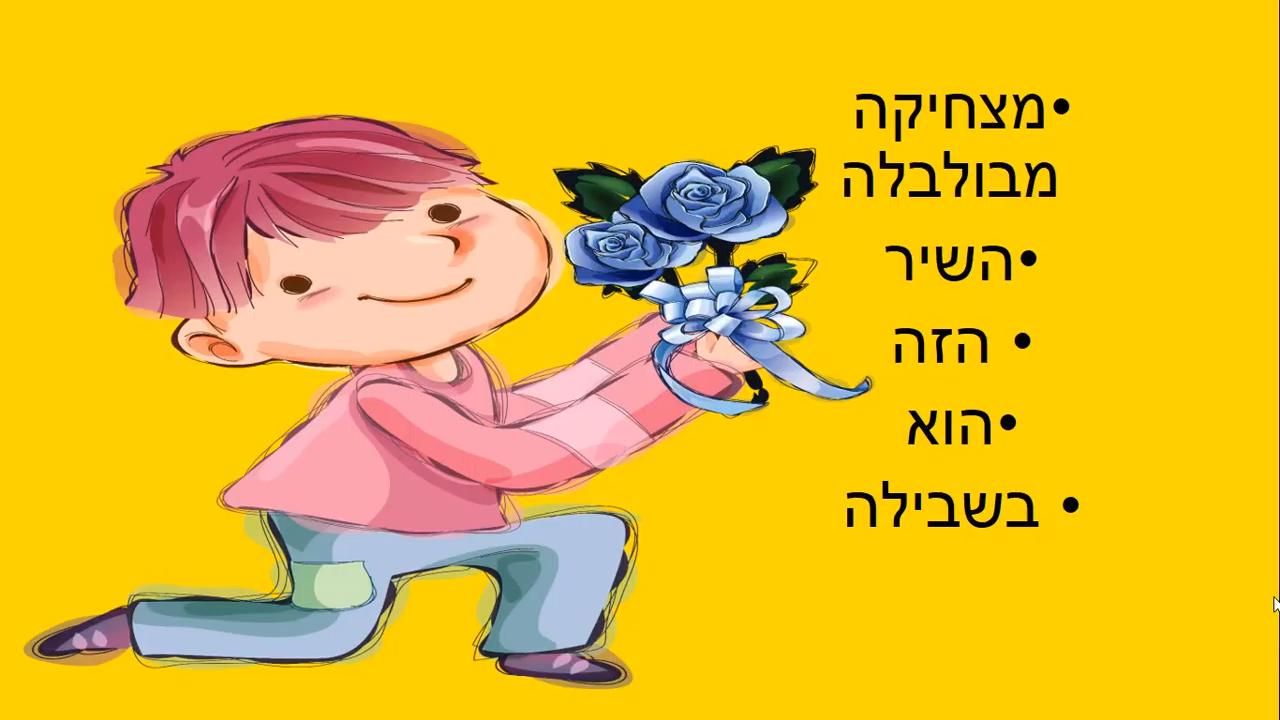 •מצחיקה
מבולבלה
•השיר
• הזה
•הוא
• בשבילה